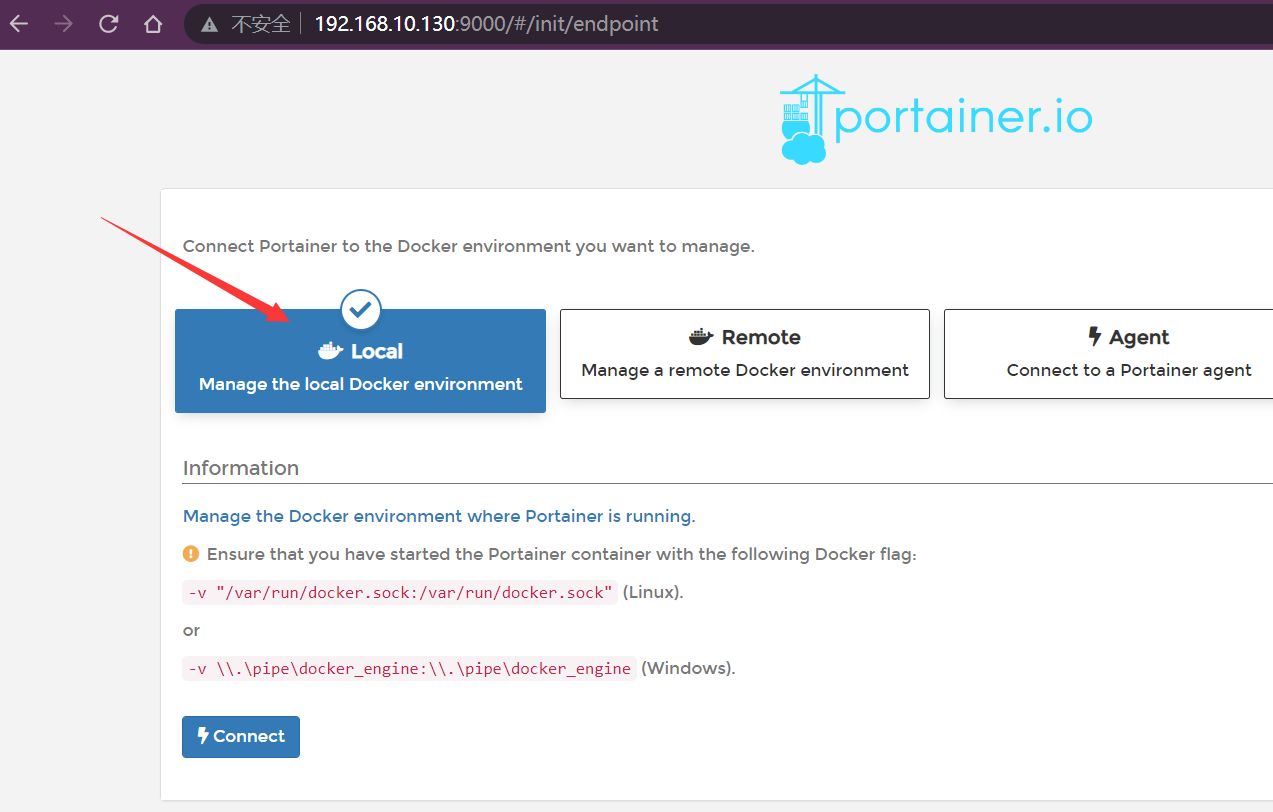 不安全 192.168.10.130:9000/#/init/endpoint
portainer.io
Connect Portainer to the Docker environment you want to manage.
Local
Manage the local Docker environment
Remote
Manage a remote Docker environment
Agent
Connect to a Portainer agent
Information
Manage the Docker environment where Portainer is running.
Ensure that you have started the Portainer container with the following Docker flag:
-v "/var/run/docker.sock:/var/run/docker.sock" (Linux).
or
-v \\.\pipe\docker_engine:\\.\pipe\docker_engine (Windows).
Connect